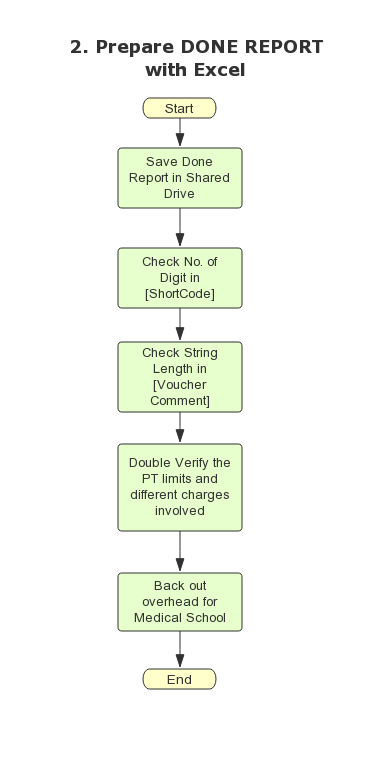 2. Prepare DONE REPORT
with Excel
Start
Save Done
Report in Shared
Drive
Check No. of
Digit in
[ShortCode]
Check String
Length in
[Voucher
Comment]
Double Verify the
PT limits and
different charges
involved
Back out
overhead for
Medical School
End